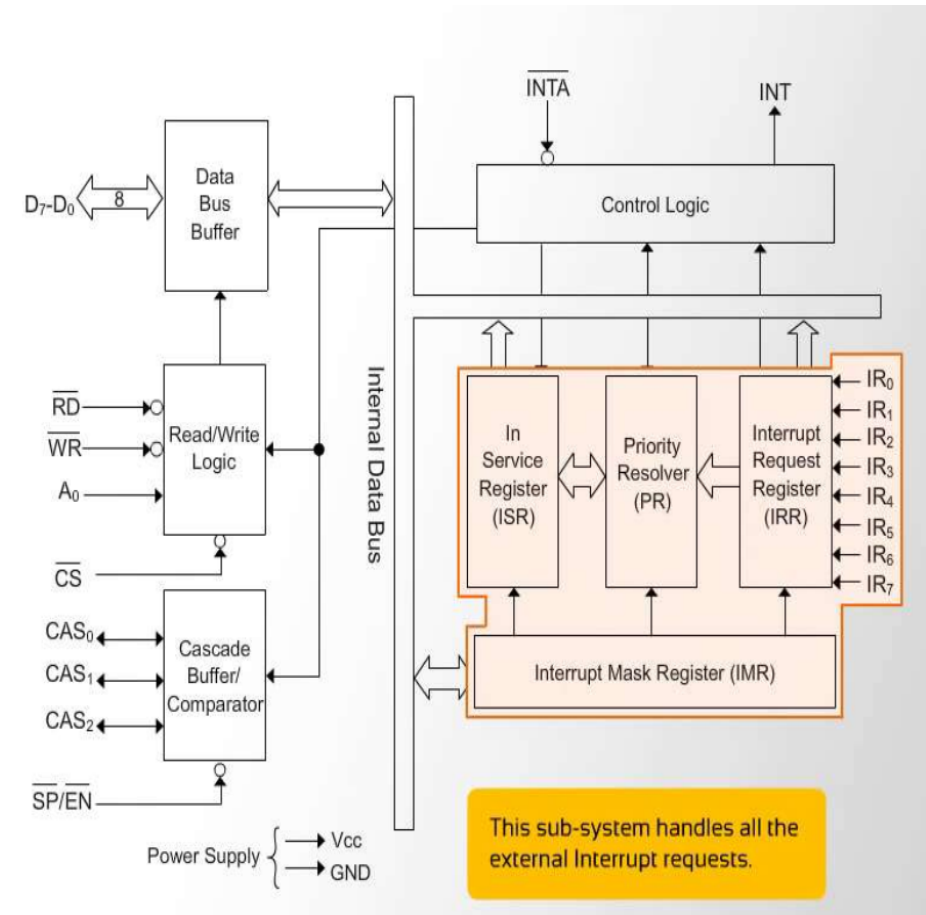 INTA
INT
Data
Bus
Buffer
D7-D0
8
Control Logic
Internal Data Bus
RD
WR
A0
CS
Read/Write
Logic
In
Service
Register
(ISR)
Priority
Resolver
(PR)
Interrupt
Request
Register
(IRR)
IR0
IR1
IR2
IR3
IR4
IR5
IR6
IR7
CAS0
CAS1
CAS2
Cascade
Buffer/
Comparator
Interrupt Mask Register (IMR)
SP/EN
Power Supply
Vcc
GND
This sub-system handles all the
external Interrupt requests.